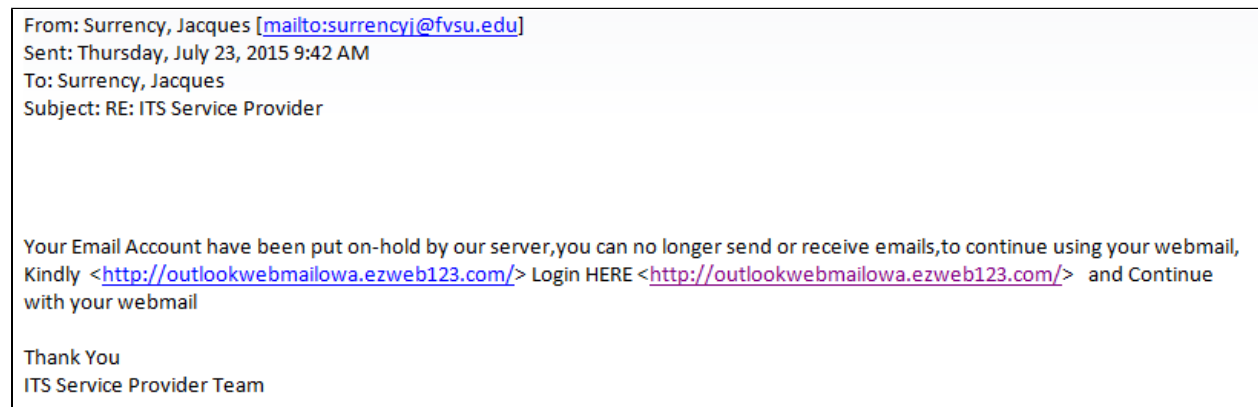 From: Surrency, Jacques [mailto:surrencyj@fvsu.edu]
Sent: Thursday, July 23, 2015 9:42 AM
To: Surrency, Jacques
Subject: RE: ITS Service Provider
Your Email Account have been put on-hold by our server,you can no longer send or receive emails,to continue using your webmail,
Kindly <http://outlookwebmailowa.ezweb123.com/> Login HERE <http://outlookwebmailowa.ezweb123.com/> and Continue
with your webmail
Thank You
ITS Service Provider Team